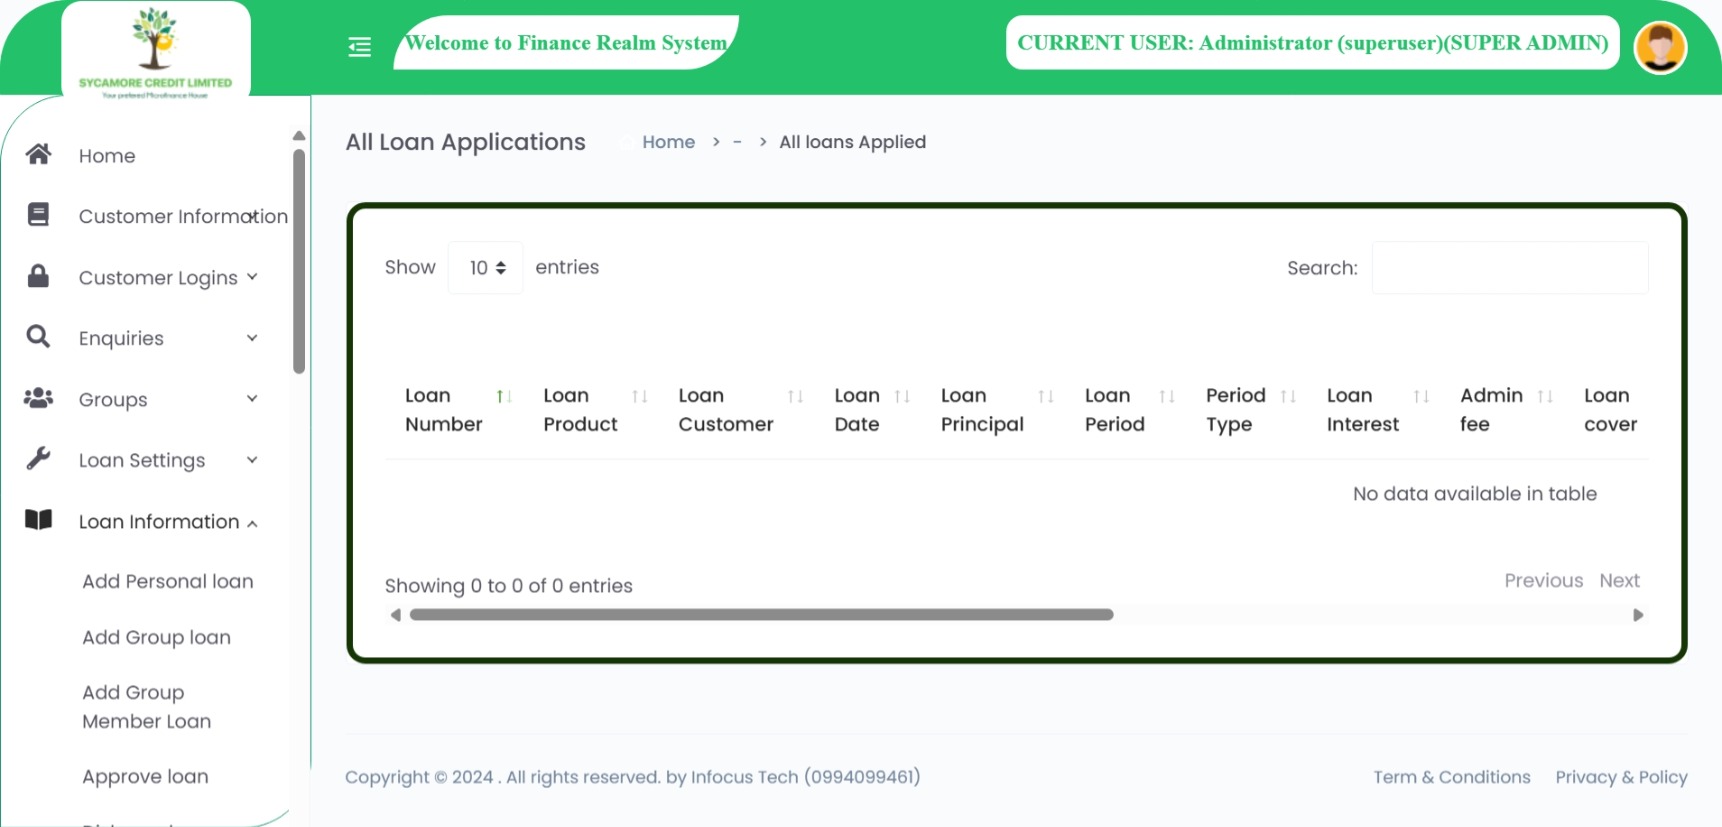 SYCAMORE CREDIT LIMITED
Your prefered Microfinance House
Welcome to Finance Realm System
CURRENT USER: Administrator (superuser)(SUPER ADMIN)
Home
Customer Information
Customer Logins
Enquiries
Groups
Loan Settings
Loan Information
Add Personal loan
Add Group loan
Add Group
Member Loan
Approve loan
All Loan Applications
Home > - > All loans Applied
Show 10 entries
Search:
Loan Number
Loan Product
Loan Customer
Loan Date
Loan Principal
Loan Period
Period Type
Loan Interest
Admin fee
Loan cover
No data available in table
Showing 0 to 0 of 0 entries
Previous Next
Copyright © 2024 . All rights reserved. by Infocus Tech (0994099461)
Term & Conditions Privacy & Policy